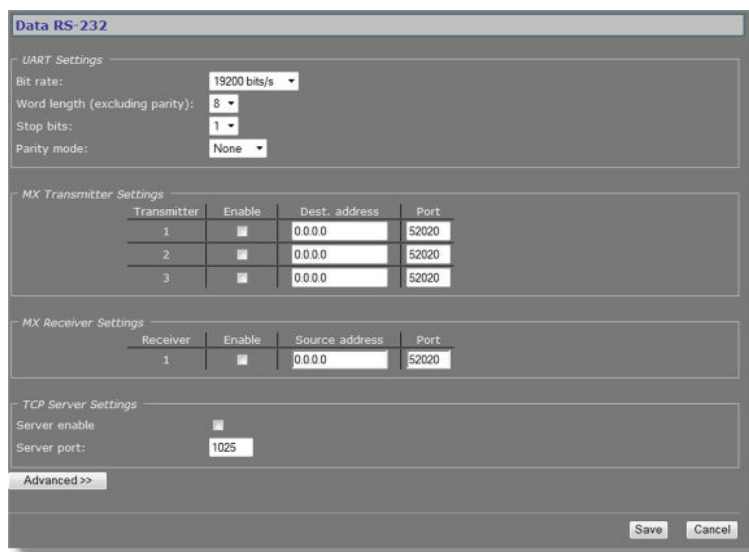 Data RS-232
UART Settings
Bit rate: 19200 bits/s
Word length (excluding parity): 8
Stop bits: 1
Parity mode: None
MX Transmitter Settings
Transmitter Enable Dest. address Port
1 0.0.0.0 52020
2 0.0.0.0 52020
3 0.0.0.0 52020
MX Receiver Settings
Receiver Enable Source address Port
1 0.0.0.0 52020
TCP Server Settings
Server enable
Server port: 1025
Advanced >>
Save Cancel